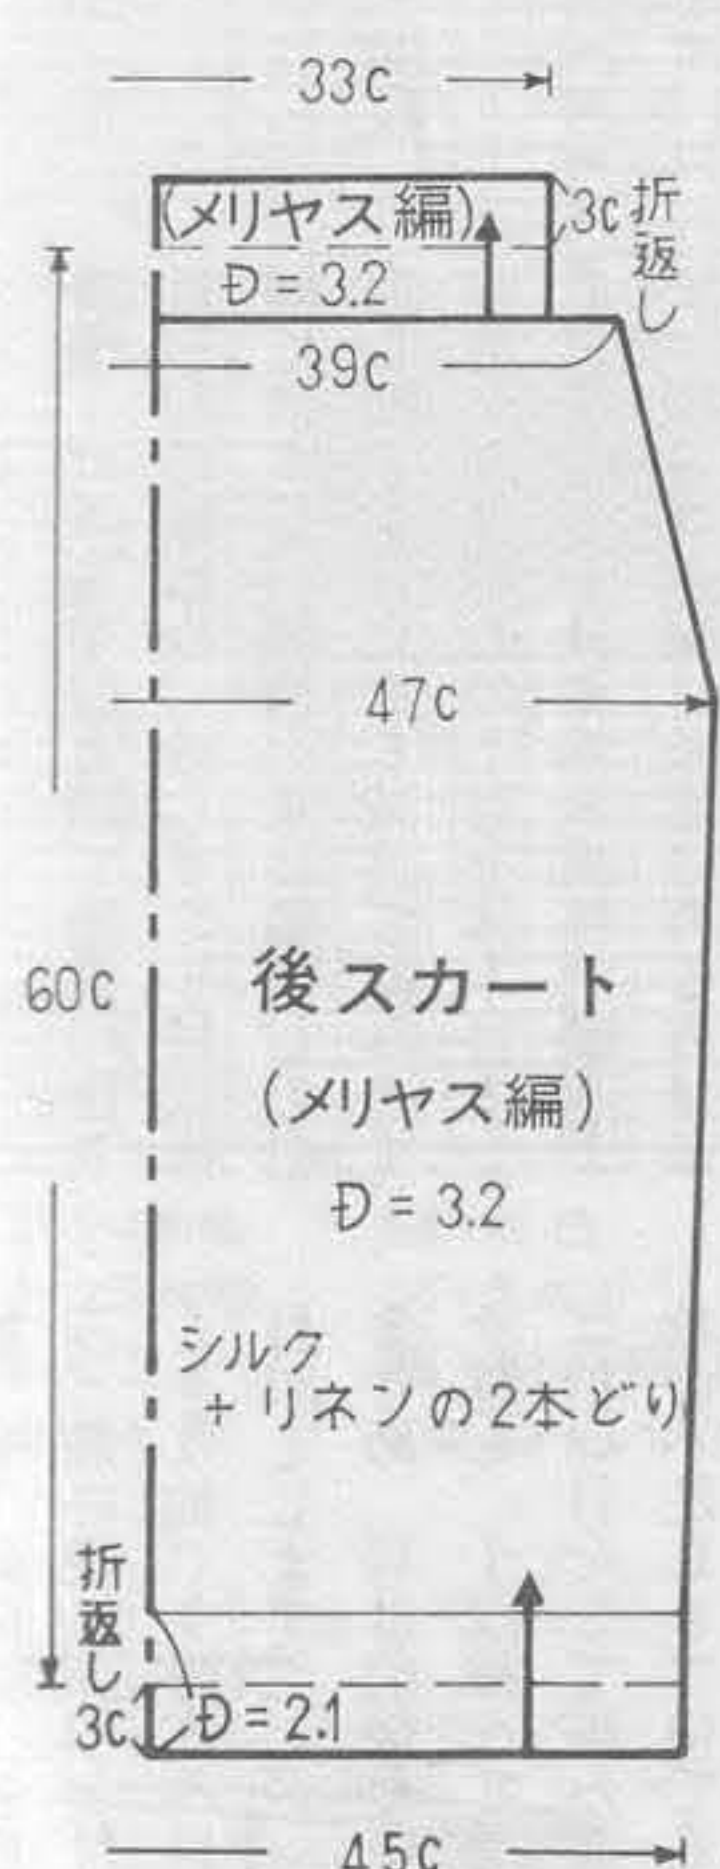 33c
(メリヤス編)
Đ = 3.2
3c
折返し
39c
47c
60c
後スカート
(メリヤス編)
Đ = 3.2
シルク
+ リネンの2本どり
折返し
3c
Đ = 2.1
45c